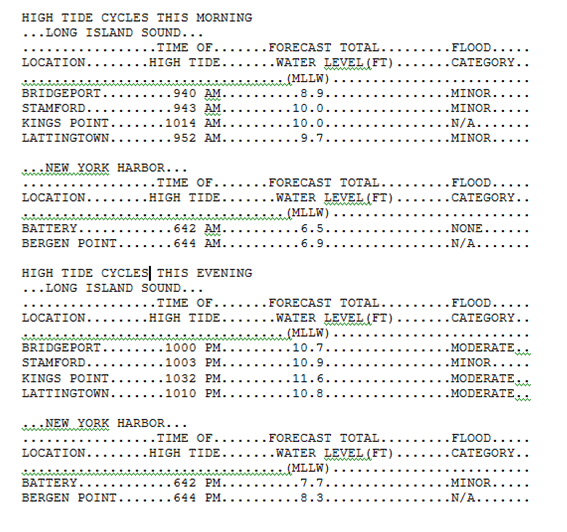 HIGH TIDE CYCLES THIS MORNING
...LONG ISLAND SOUND...
..................TIME OF.......FORECAST TOTAL.........FLOOD.....
LOCATION.......HIGH TIDE.......WATER LEVEL(FT).......CATEGORY..
....................................(MLLW)..........................
BRIDGEPORT........940 AM..........8.9................MINOR......
STAMFORD..........943 AM..........10.0...............MINOR......
KINGS POINT......1014 AM..........10.0...............N/A........
LATTINGTOWN.......952 AM..........9.7................MINOR......
...NEW YORK HARBOR...
..................TIME OF.......FORECAST TOTAL.........FLOOD.....
LOCATION.......HIGH TIDE.......WATER LEVEL(FT).......CATEGORY..
....................................(MLLW)..........................
BATTERY...........642 AM..........6.5................NONE.......
BERGEN POINT......644 AM..........6.9................N/A........
HIGH TIDE CYCLES THIS EVENING
...LONG ISLAND SOUND...
..................TIME OF.......FORECAST TOTAL.........FLOOD.....
LOCATION.......HIGH TIDE.......WATER LEVEL(FT).......CATEGORY..
....................................(MLLW)..........................
BRIDGEPORT.......1000 PM.........10.7................MODERATE...
STAMFORD.........1003 PM.........10.9................MINOR......
KINGS POINT......1032 PM.........11.6................MODERATE...
LATTINGTOWN......1010 PM.........10.8................MODERATE...
...NEW YORK HARBOR...
..................TIME OF.......FORECAST TOTAL.........FLOOD.....
LOCATION.......HIGH TIDE.......WATER LEVEL(FT).......CATEGORY..
....................................(MLLW)..........................
BATTERY...........642 PM..........7.7................MINOR......
BERGEN POINT......644 PM..........8.3................N/A........